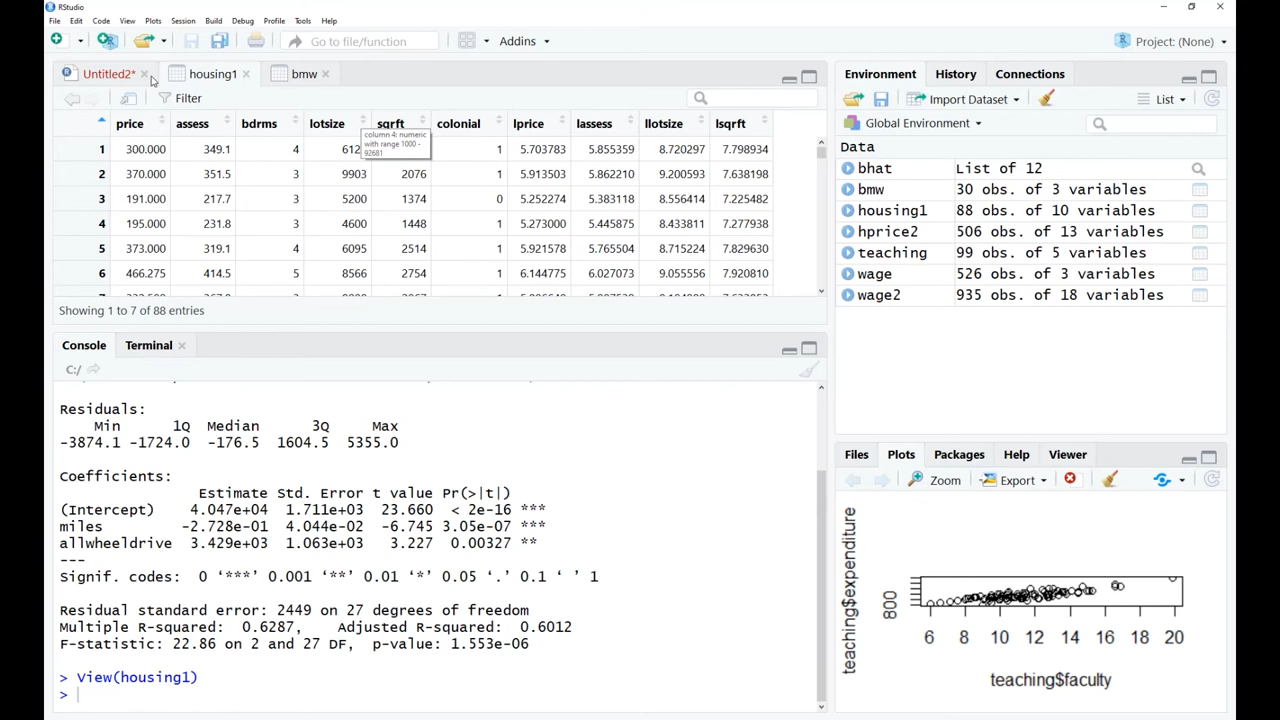 RStudio
File Edit Code View Plots Session Build Debug Profile Tools Help
Go to file/function
Addins
Project: (None)
Untitled2*
housing1
bmw
Filter
price assess bdrms lotsize sqrft colonial lprice lassess llotsize lsqrft
1 300.000 349.1 4 612 1 5.703783 5.855359 8.720297 7.798934
column 4: numeric
with range 1000 -
92681
2 370.000 351.5 3 9903 2076 1 5.913503 5.862210 9.200593 7.638198
3 191.000 217.7 3 5200 1374 0 5.252274 5.383118 8.556414 7.225482
4 195.000 231.8 3 4600 1448 1 5.273000 5.445875 8.433811 7.277938
5 373.000 319.1 4 6095 2514 1 5.921578 5.765504 8.715224 7.829630
6 466.275 414.5 5 8566 2754 1 6.144775 6.027073 9.055556 7.920810
Showing 1 to 7 of 88 entries
Console Terminal
C:/
Residuals:
Min 1Q Median 3Q Max
-3874.1 -1724.0 -176.5 1604.5 5355.0
Coefficients:
Estimate Std. Error t value Pr(>|t|)
(Intercept) 4.047e+04 1.711e+03 23.660 < 2e-16 ***
miles -2.728e-01 4.044e-02 -6.745 3.05e-07 ***
allwheeldrive 3.429e+03 1.063e+03 3.227 0.00327 **
---
Signif. codes: 0 ‘***’ 0.001 ‘**’ 0.01 ‘*’ 0.05 ‘.’ 0.1 ‘ ’ 1
Residual standard error: 2449 on 27 degrees of freedom
Multiple R-squared: 0.6287, Adjusted R-squared: 0.6012
F-statistic: 22.86 on 2 and 27 DF, p-value: 1.553e-06
> View(housing1)
>
Environment History Connections
Import Dataset
List
Global Environment
Data
bhat List of 12
bmw 30 obs. of 3 variables
housing1 88 obs. of 10 variables
hprice2 506 obs. of 13 variables
teaching 99 obs. of 5 variables
wage 526 obs. of 3 variables
wage2 935 obs. of 18 variables
Files Plots Packages Help Viewer
Zoom
Export
teaching$expenditure
800
6 8 10 12 14 16 18 20
teaching$faculty